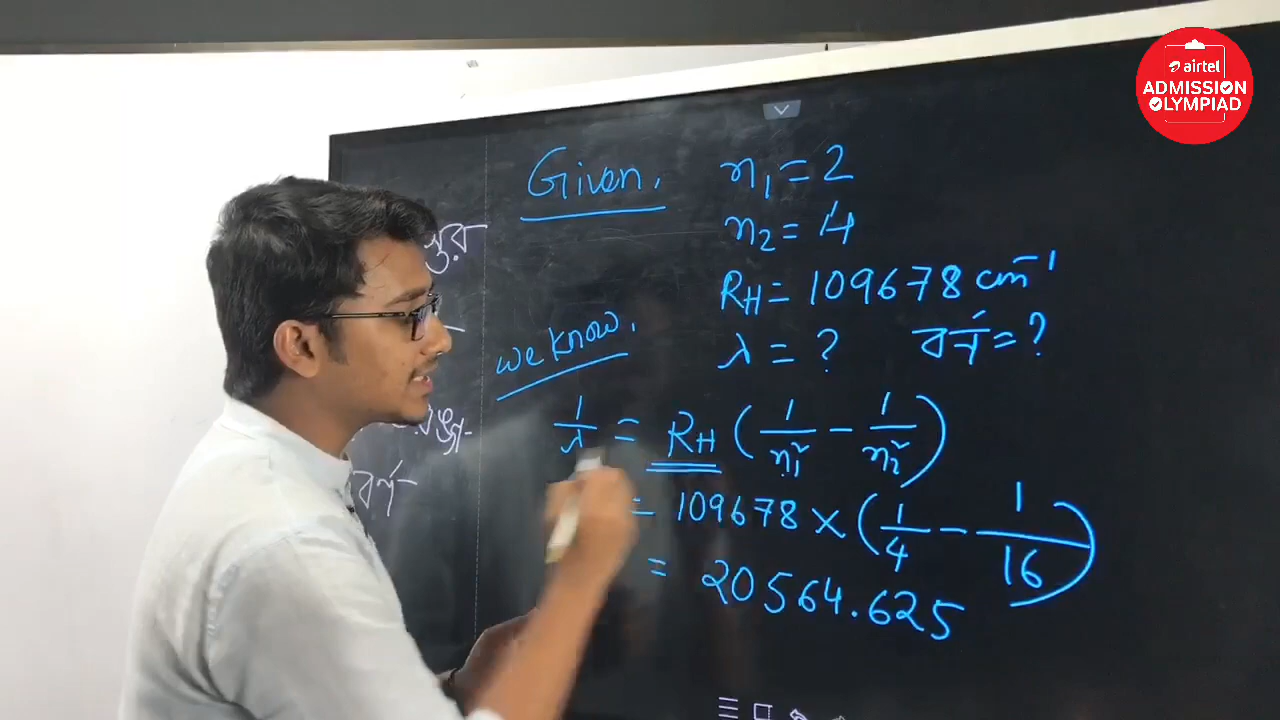 airtel
ADMISSION
OLYMPIAD
Given,
n₁ = 2
n₂ = 4
R_H = 109678 cm⁻¹
λ = ? বর্ণ = ?
we know,
1/λ = R_H (1/n₁² − 1/n₂²)
= 109678 × (1/4 − 1/16)
= 20564.625
বর্ণ